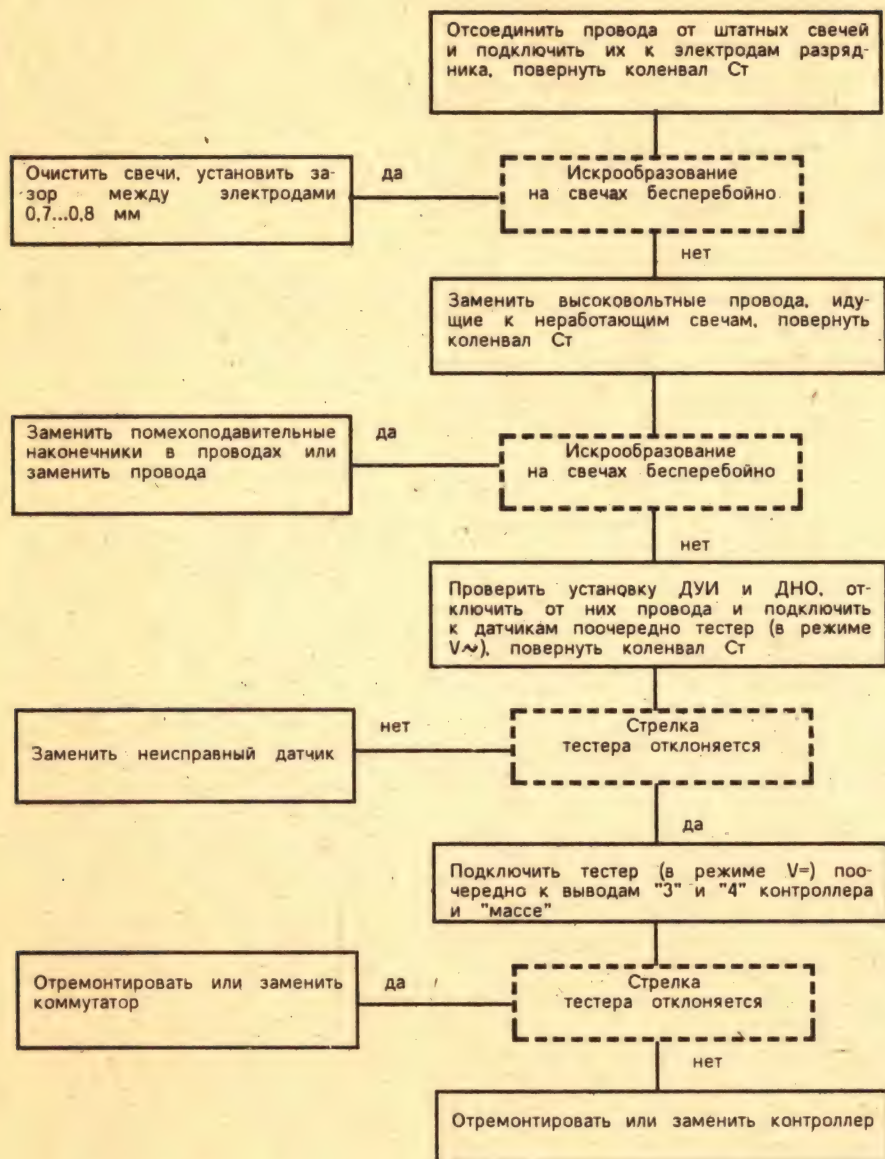 Отсоединить провода от штатных свечей
и подключить их к электродам разряд-
ника, повернуть коленвал Ст
Очистить свечи, установить за-
зор между электродами
0,7...0,8 мм
да
Искрообразование
на свечах бесперебойно
нет
Заменить высоковольтные провода, иду-
щие к неработающим свечам, повернуть
коленвал Ст
Заменить помехоподавительные
наконечники в проводах или
заменить провода
да
Искрообразование
на свечах бесперебойно
нет
Проверить установку ДУИ и ДНО, от-
ключить от них провода и подключить
к датчикам поочередно тестер (в режиме
V~), повернуть коленвал Ст
Заменить неисправный датчик
нет
Стрелка
тестера отклоняется
да
Подключить тестер (в режиме V=) поо-
чередно к выводам "3" и "4" контроллера
и "массе"
Отремонтировать или заменить
коммутатор
да
Стрелка
тестера отклоняется
нет
Отремонтировать или заменить контроллер